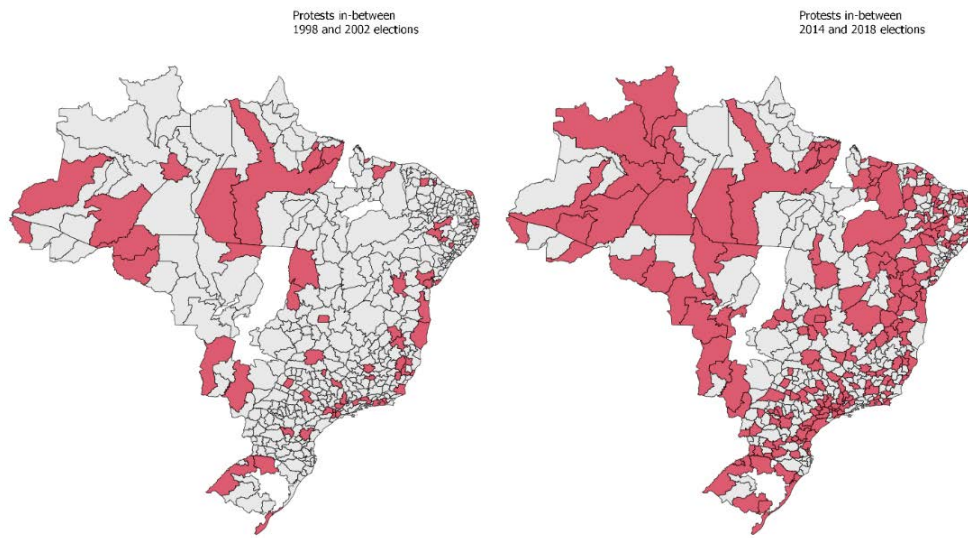 Protests in-between
1998 and 2002 elections
Protests in-between
2014 and 2018 elections